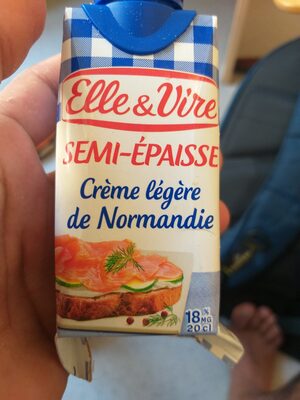 Elle & Vire
SEMI-ÉPAISSE
Crème légère
de Normandie
18% MG
20 cl